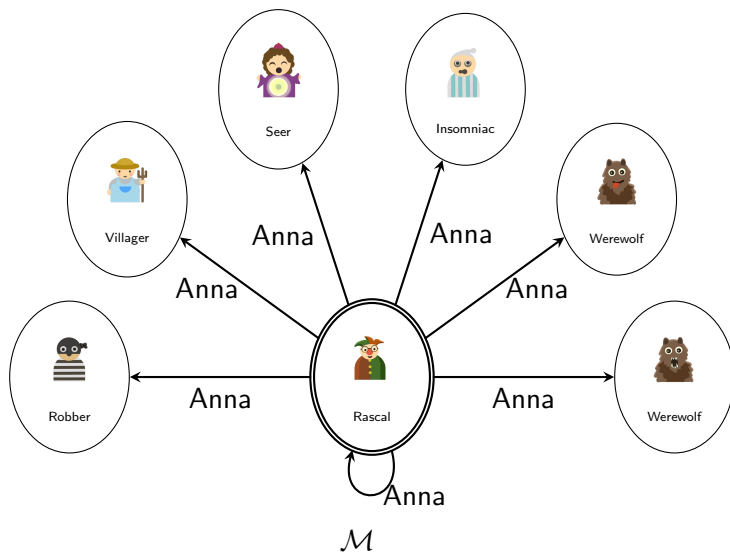 Seer
Insomniac
Villager
Werewolf
Anna
Anna
Anna
Anna
Robber
Anna
Rascal
Anna
Werewolf
Anna
ℳ